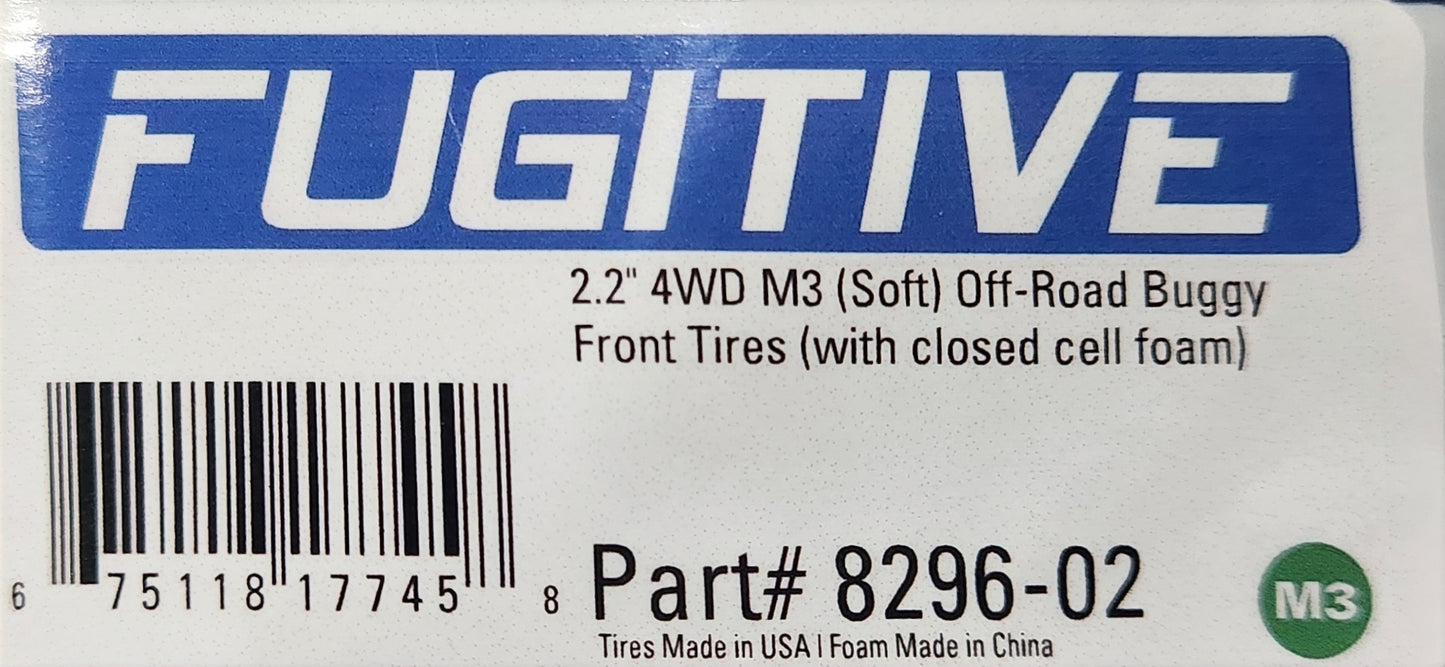 FUGITIVE
2.2" 4WD M3 (Soft) Off-Road Buggy
Front Tires (with closed cell foam)
6 75118 17745 8
Part# 8296-02
M3
Tires Made in USA | Foam Made in China